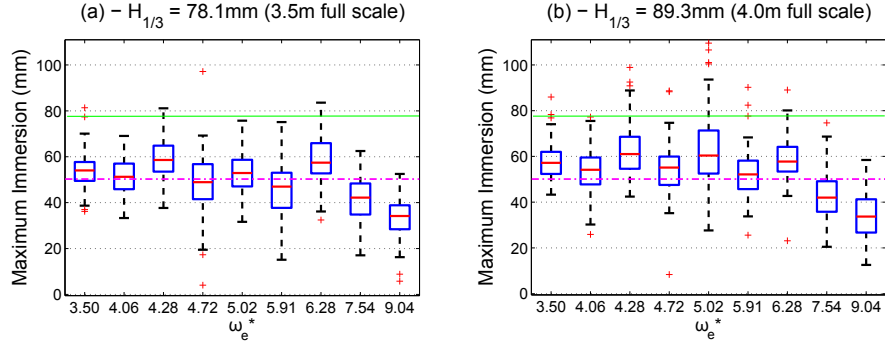 (a) − H1/3 = 78.1mm (3.5m full scale)
Maximum Immersion (mm)
100
80
60
40
20
0
3.50 4.06 4.28 4.72 5.02 5.91 6.28 7.54 9.04
ωe*
(b) − H1/3 = 89.3mm (4.0m full scale)
Maximum Immersion (mm)
100
80
60
40
20
0
3.50 4.06 4.28 4.72 5.02 5.91 6.28 7.54 9.04
ωe*